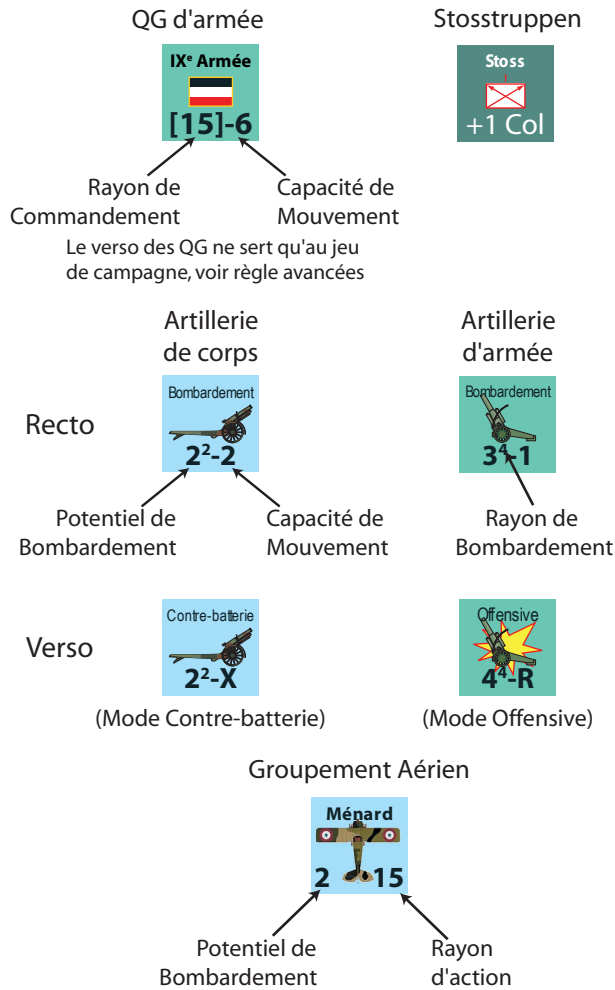 QG d'armée
Stosstruppen
IXᵉ Armée
[15]-6
Stoss
+1 Col
Rayon de
Commandement
Capacité de
Mouvement
Le verso des QG ne sert qu'au jeu
de campagne, voir règle avancées
Artillerie
de corps
Artillerie
d'armée
Recto
Bombardement
2²-2
Bombardement
3⁴-1
Potentiel de
Bombardement
Capacité de
Mouvement
Rayon de
Bombardement
Verso
Contre-batterie
2²-X
Offensive
4⁴-R
(Mode Contre-batterie)
(Mode Offensive)
Groupement Aérien
Ménard
2 15
Potentiel de
Bombardement
Rayon
d'action